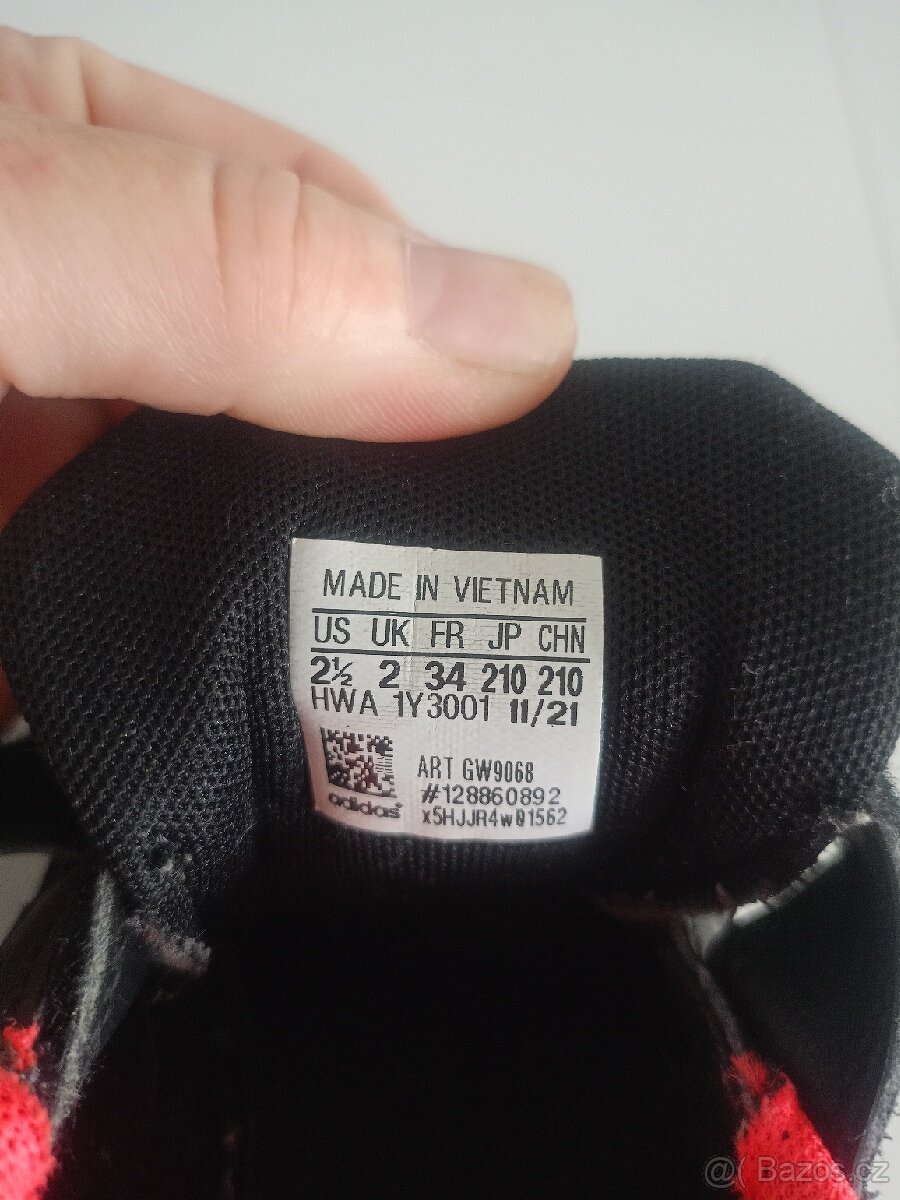 MADE IN VIETNAM
US UK FR JP CHN
2½ 2 34 210 210
HWA 1Y3001 11/21
ART GW9068
#128860892
adidas
x5HJJR4w01562
@( Bazos.cz